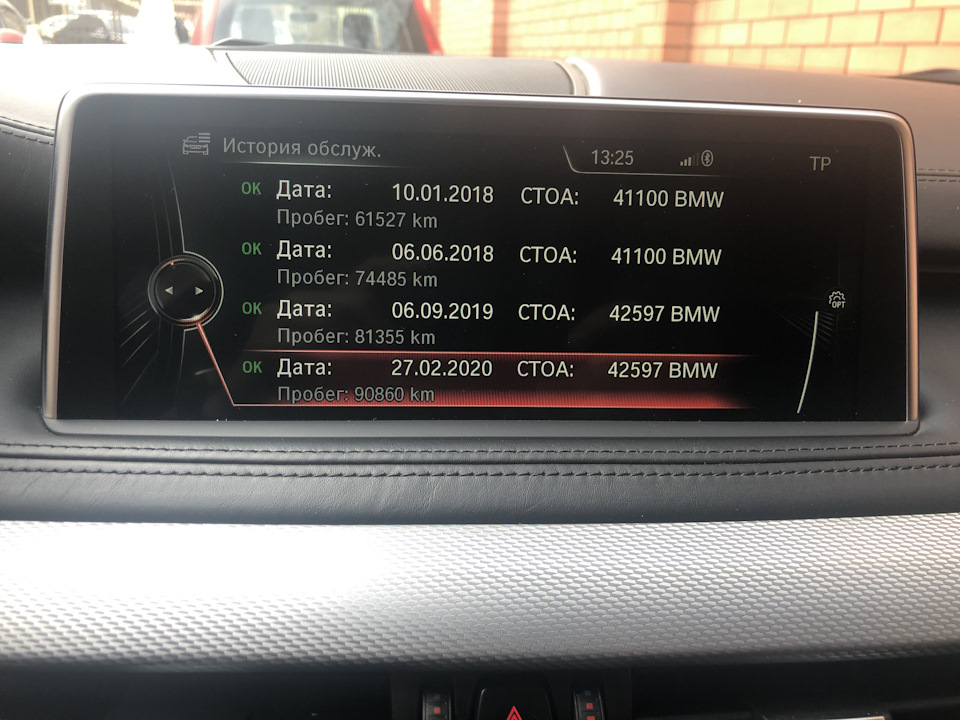 История обслуж. 13:25 TP
OK Дата: 10.01.2018 СТОА: 41100 BMW
Пробег: 61527 km
OK Дата: 06.06.2018 СТОА: 41100 BMW
Пробег: 74485 km
OPT
OK Дата: 06.09.2019 СТОА: 42597 BMW
Пробег: 81355 km
OK Дата: 27.02.2020 СТОА: 42597 BMW
Пробег: 90860 km